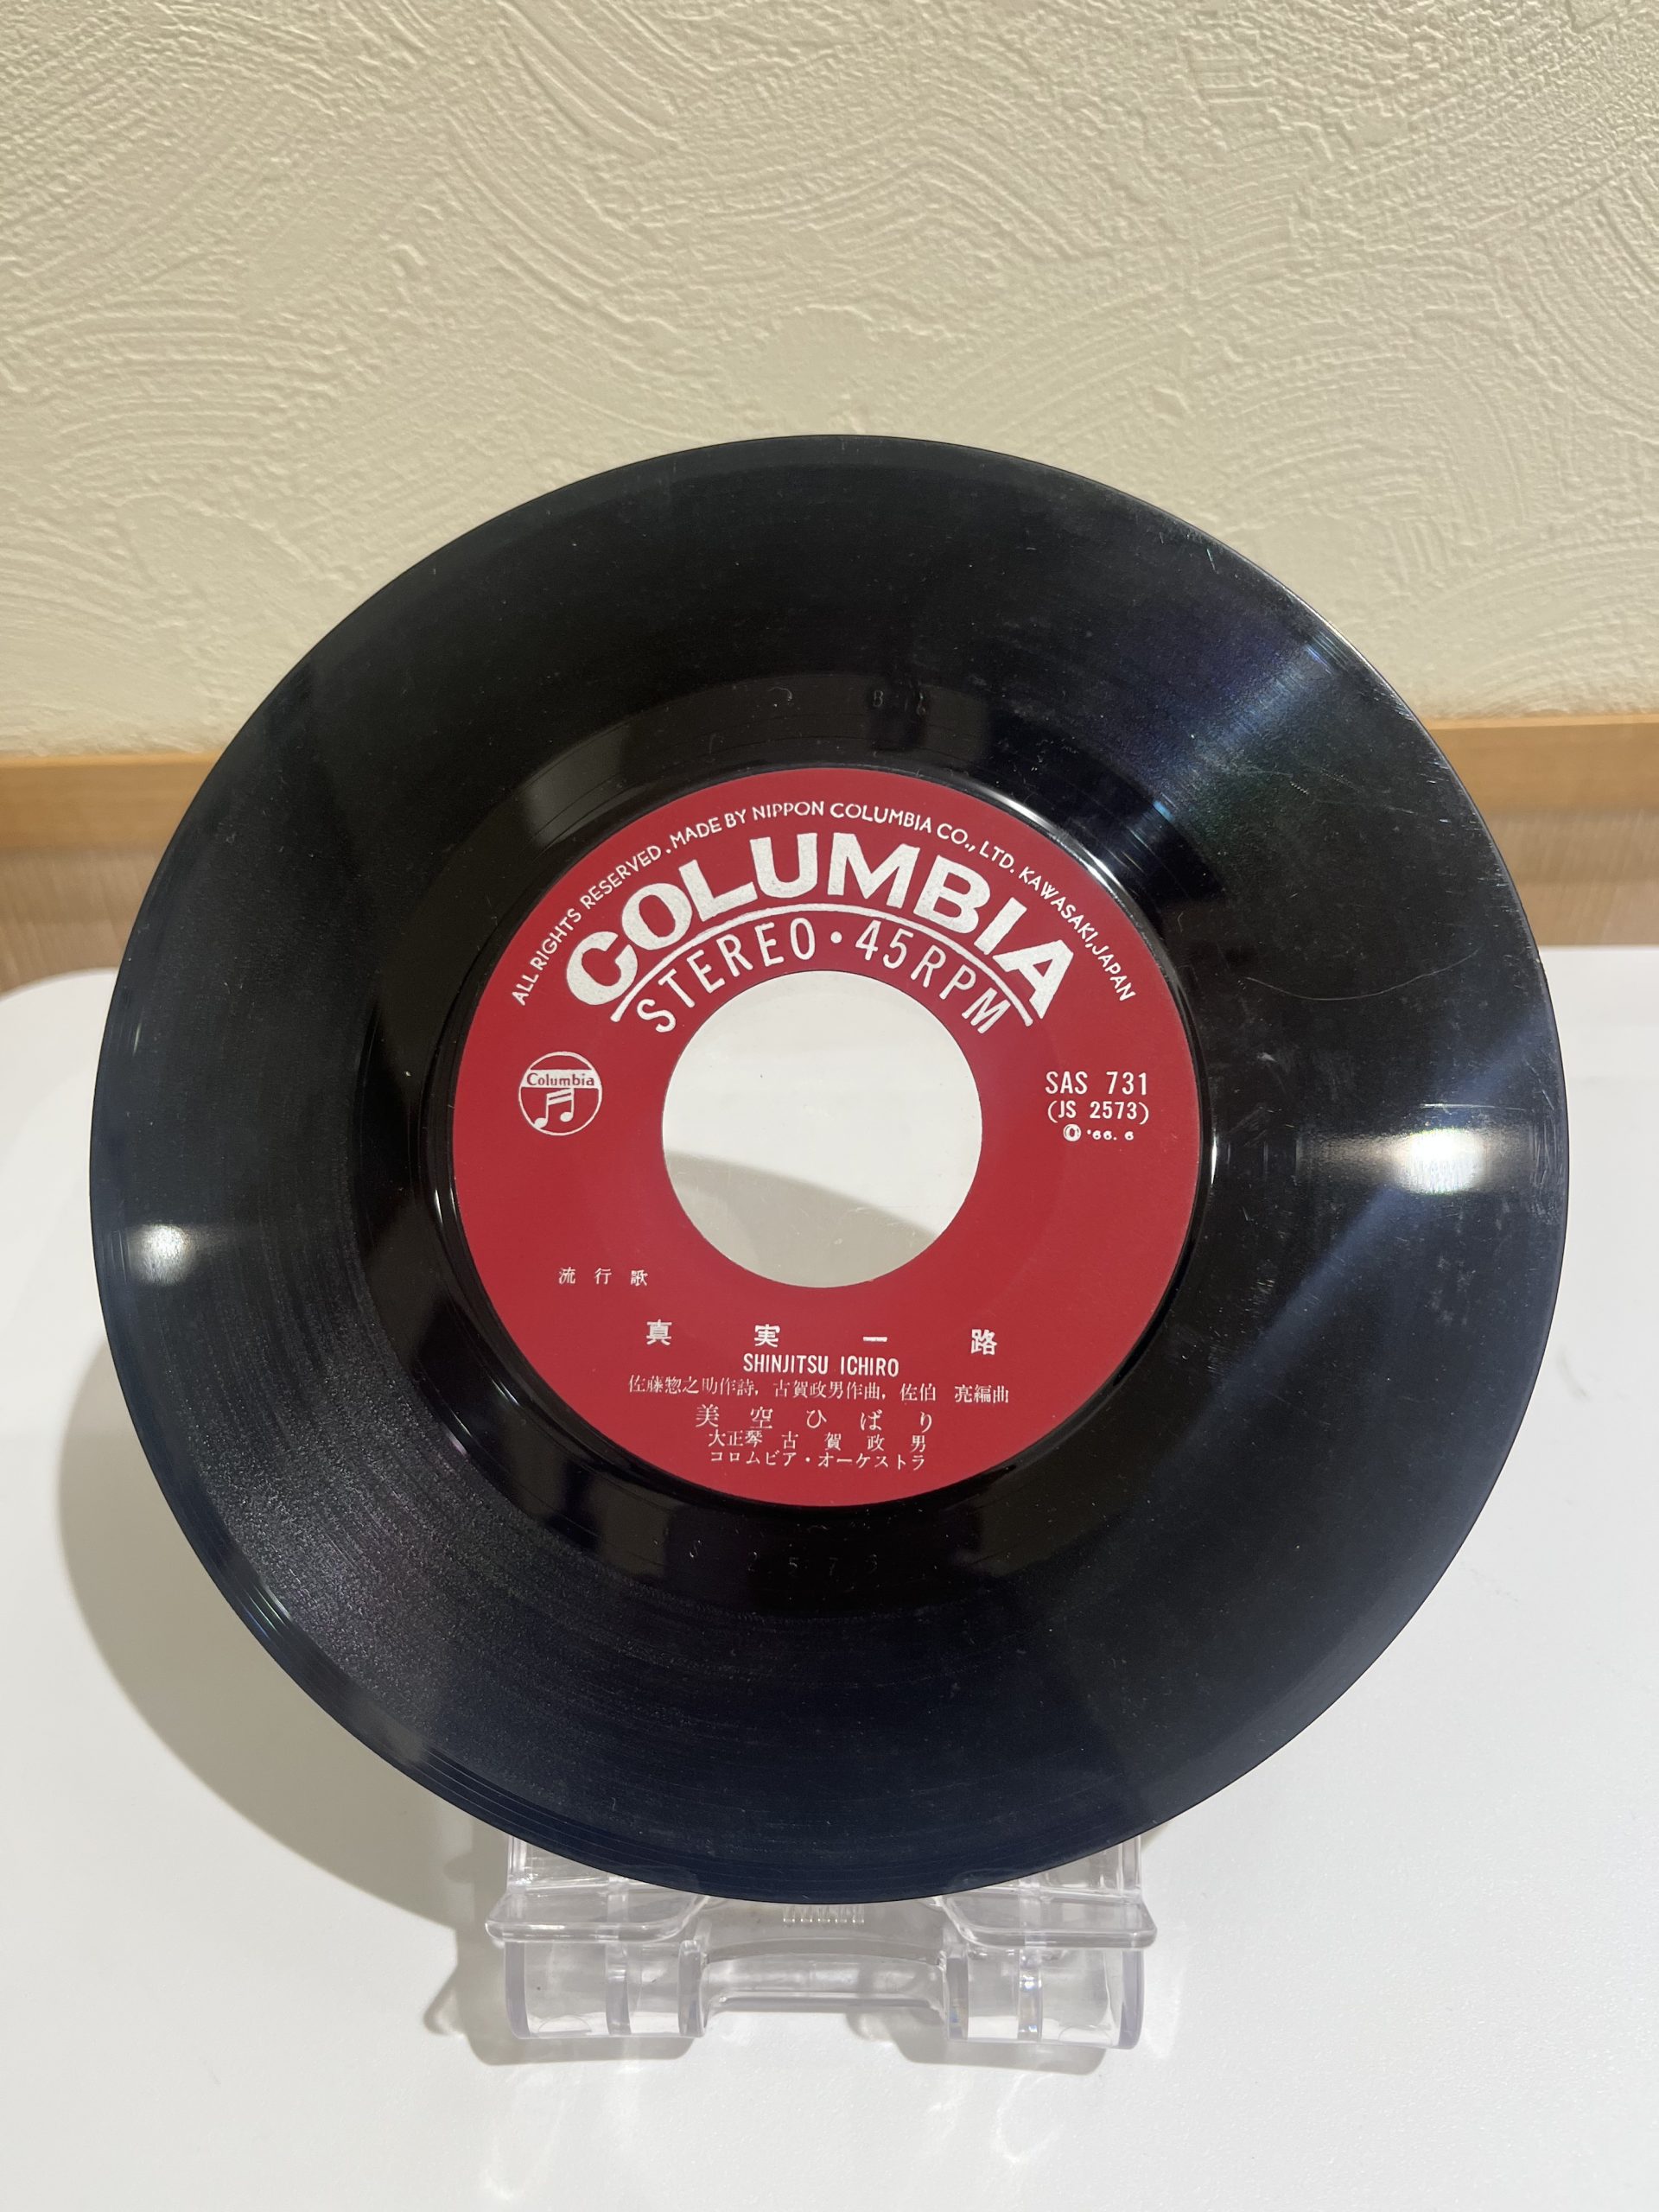 ALL RIGHTS RESERVED. MADE BY NIPPON COLUMBIA CO., LTD. KAWASAKI, JAPAN
COLUMBIA
STEREO・45RPM
Columbia
SAS 731
(JS 2573)
Ⓟ '66. 6
流行歌
真実一路
SHINJITSU ICHIRO
佐藤惣之助作詩, 古賀政男作曲, 佐伯 亮編曲
美空ひばり
大正琴 古賀政男
コロムビア・オーケストラ